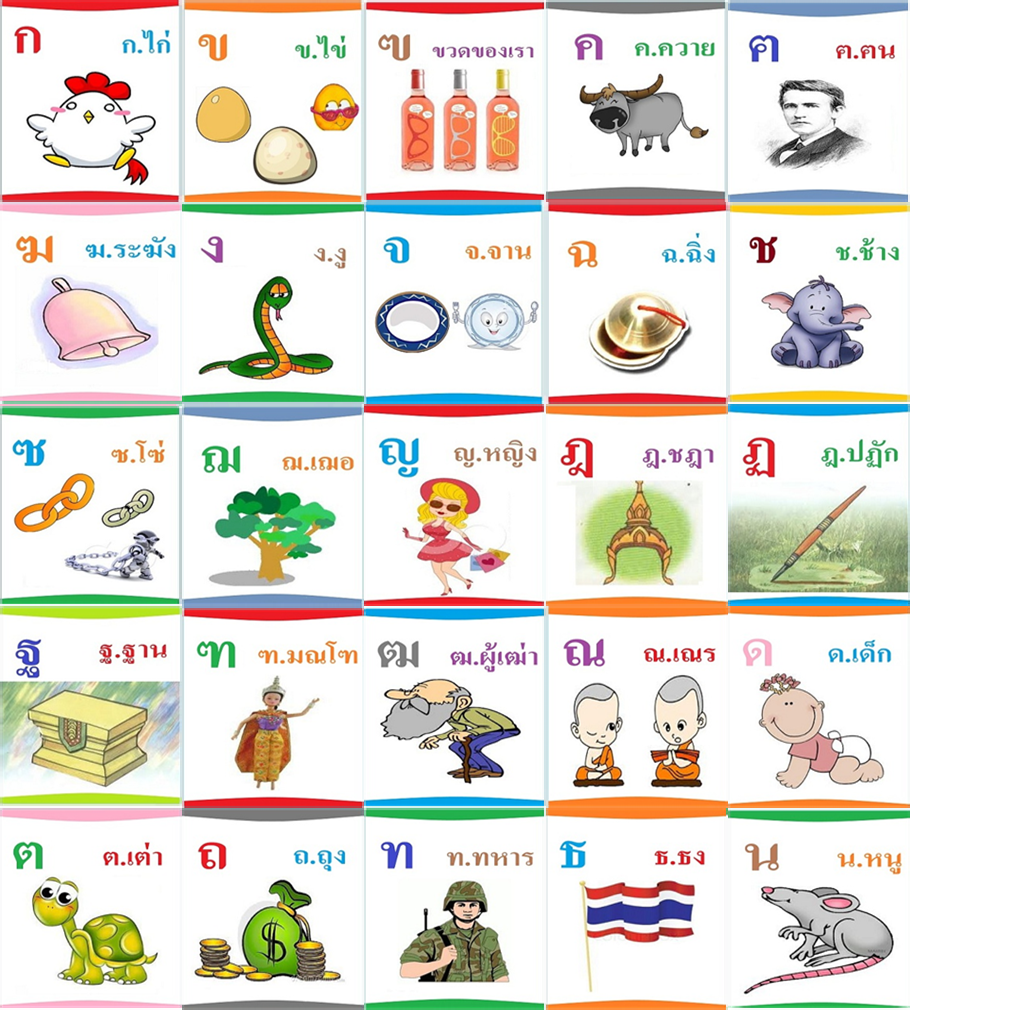 ก ก.ไก่
ข ข.ไข่
ฃ ขวดของเรา
ค ค.ควาย
ฅ ฅ.ฅน
ฆ ฆ.ระฆัง
ง ง.งู
จ จ.จาน
ฉ ฉ.ฉิ่ง
ช ช.ช้าง
ซ ซ.โซ่
ฌ ฌ.เฌอ
ญ ญ.หญิง
ฎ ฎ.ชฎา
ฏ ฏ.ปฏัก
ฐ ฐ.ฐาน
ฑ ฑ.มณโฑ
ฒ ฒ.ผู้เฒ่า
ณ ณ.เณร
ด ด.เด็ก
ต ต.เต่า
ถ ถ.ถุง
ท ท.ทหาร
ธ ธ.ธง
น น.หนู